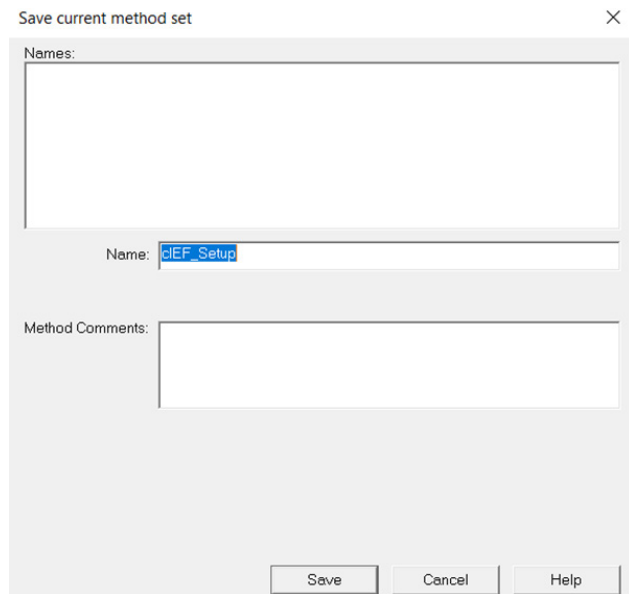 Save current method set
Names:
Name: cIEF_Setup
Method Comments:
Save Cancel Help